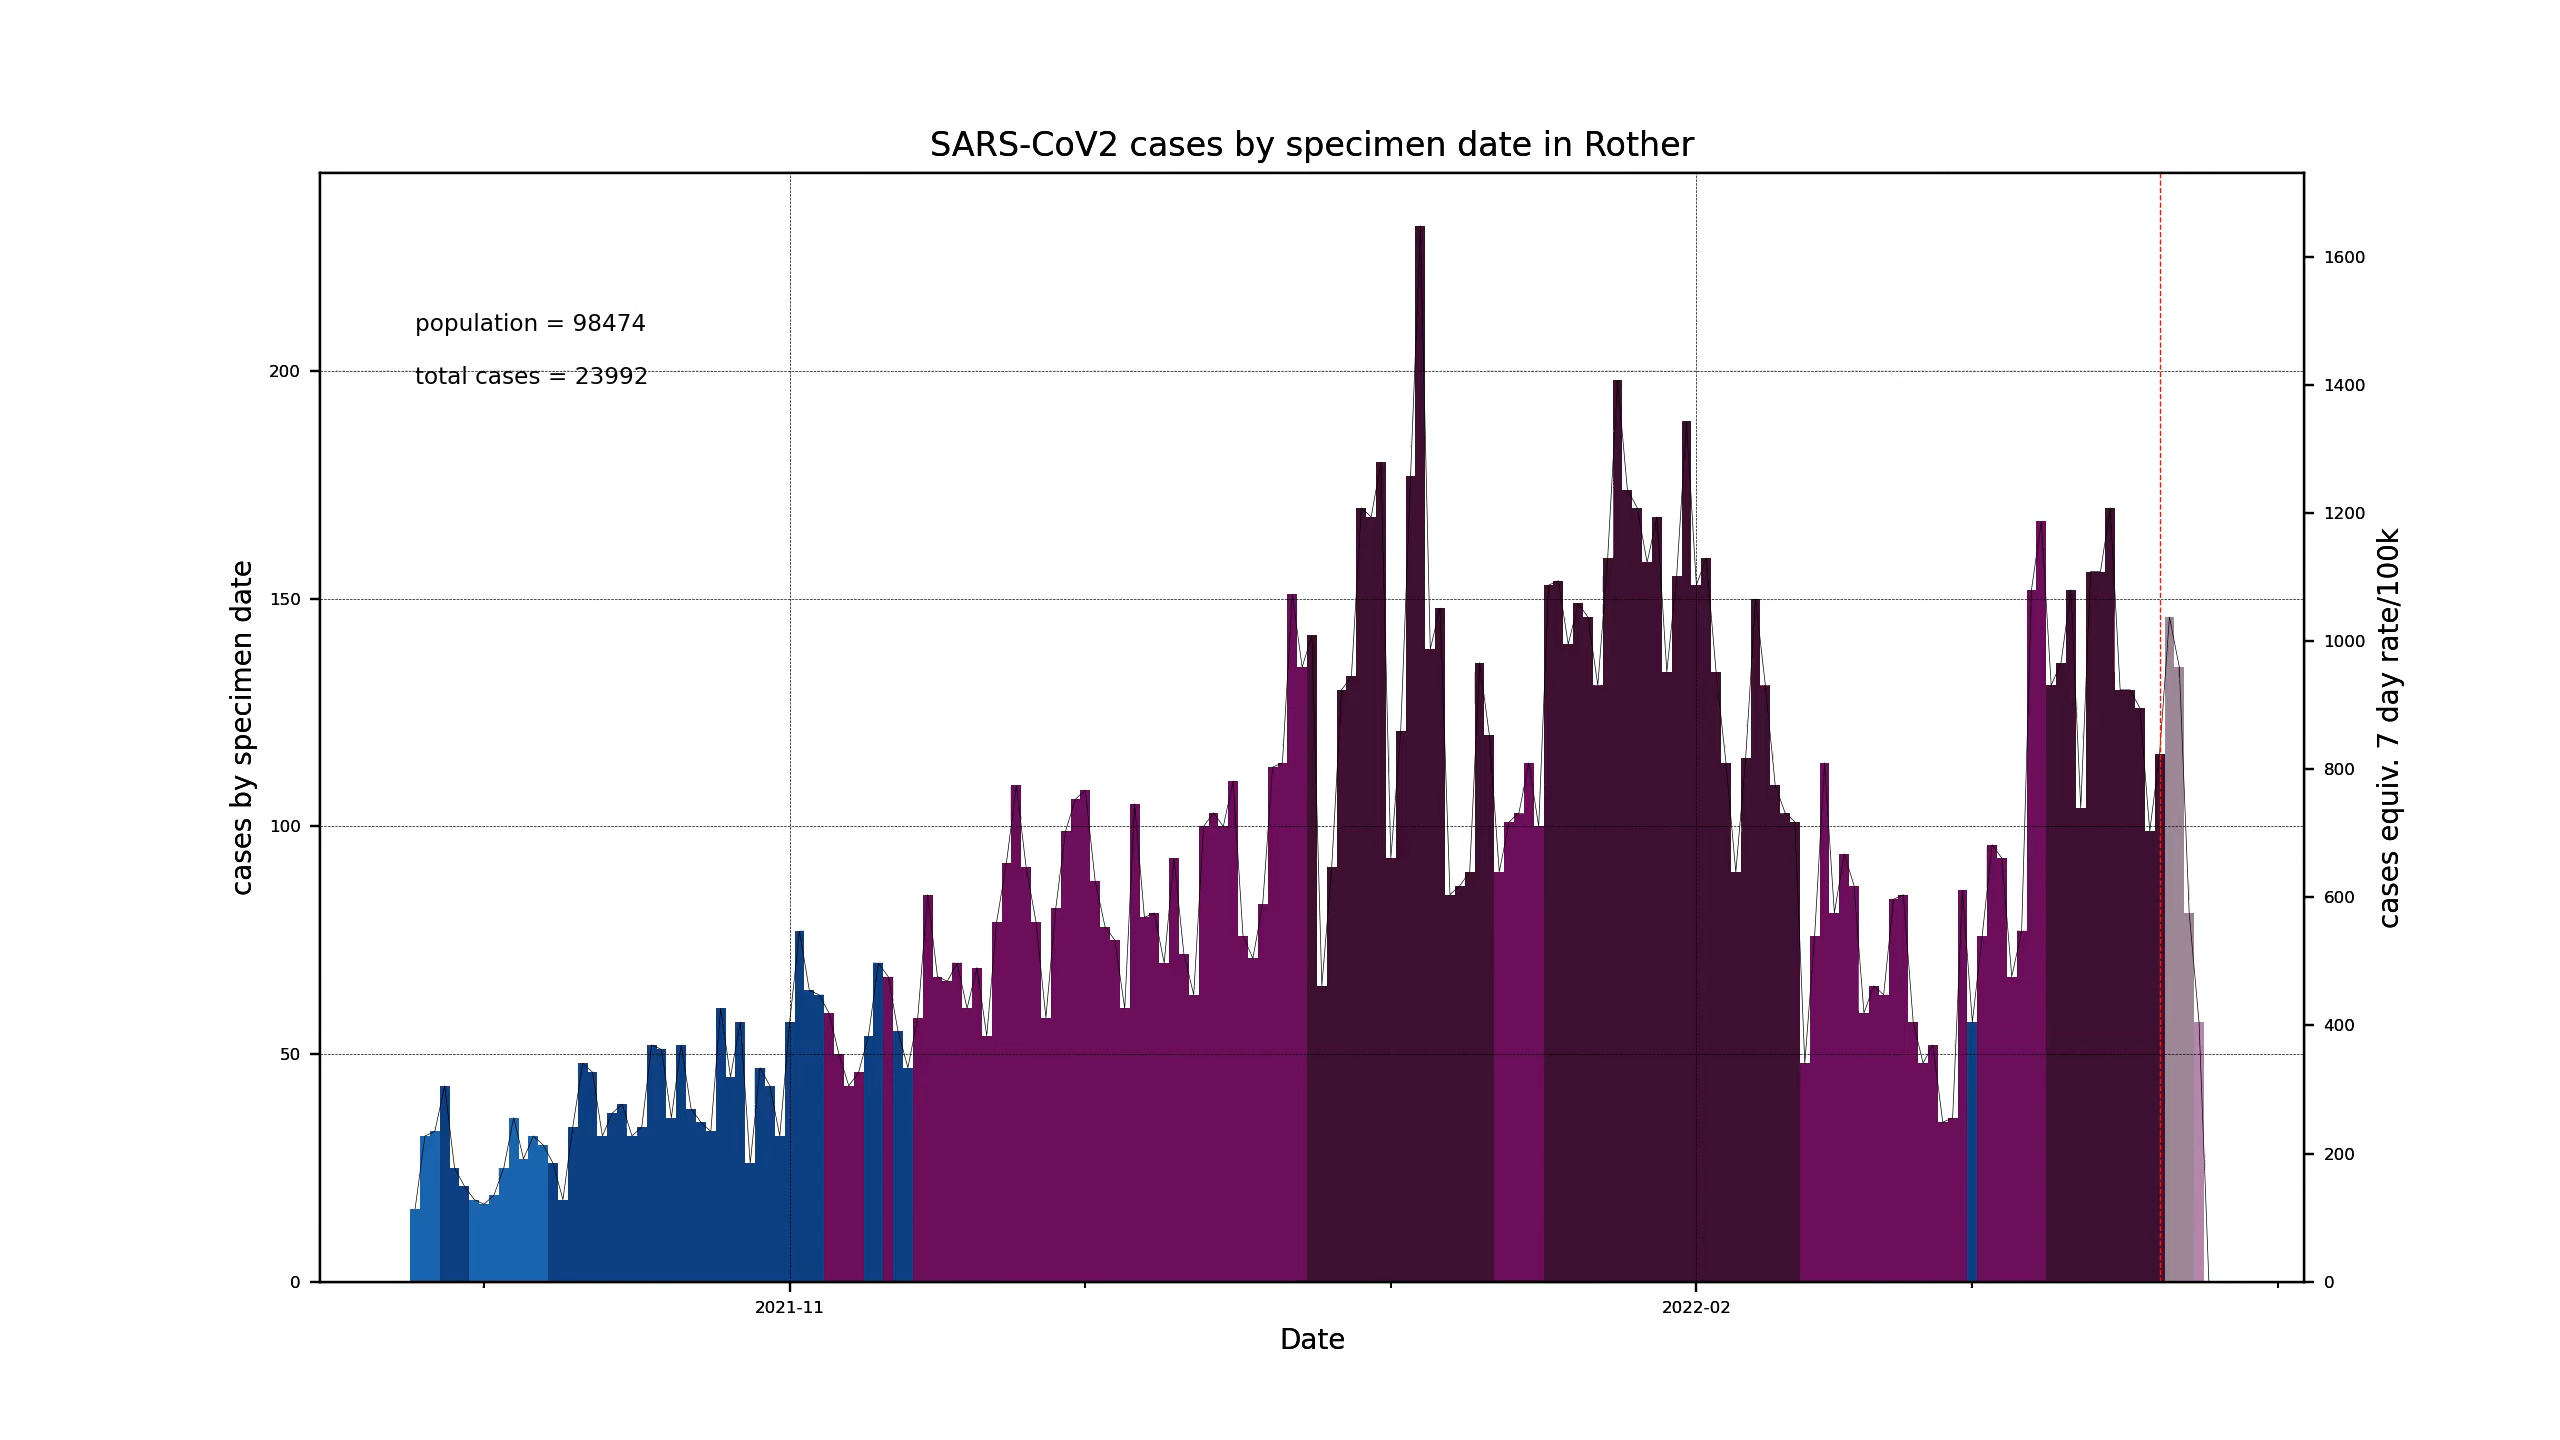 SARS-CoV2 cases by specimen date in Rother
population = 98474
total cases = 23992
cases by specimen date
200
150
100
50
0
1600
1400
1200
1000
800
600
400
200
0
cases equiv. 7 day rate/100k
2021-11
2022-02
Date